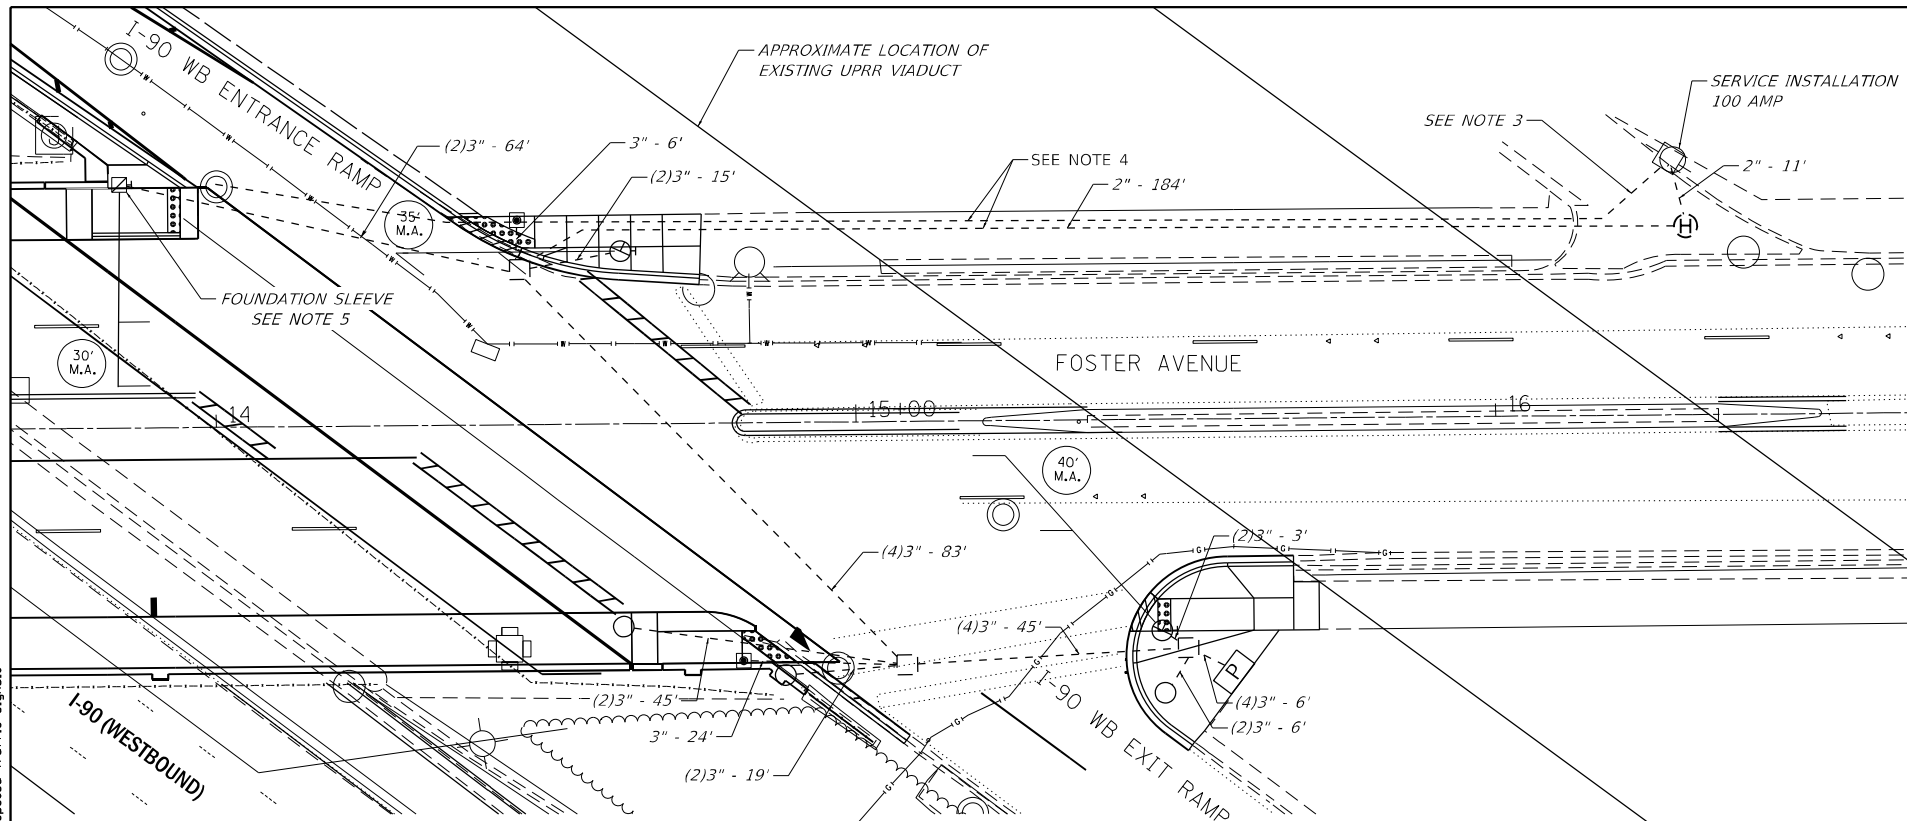 I-90 WB ENTRANCE RAMP
APPROXIMATE LOCATION OF
EXISTING UPRR VIADUCT
SERVICE INSTALLATION
100 AMP
SEE NOTE 3
(2)3" - 64'
3" - 6'
(2)3" - 15'
SEE NOTE 4
2" - 184'
2" - 11'
35'
M.A.
H
FOUNDATION SLEEVE
SEE NOTE 5
30'
M.A.
FOSTER AVENUE
14
15+00
16
40'
M.A.
(4)3" - 83'
(2)3" - 3'
(4)3" - 45'
P
(2)3" - 45'
(4)3" - 6'
(2)3" - 6'
3" - 24'
(2)3" - 19'
I-90 (WESTBOUND)
I-90 WB EXIT RAMP